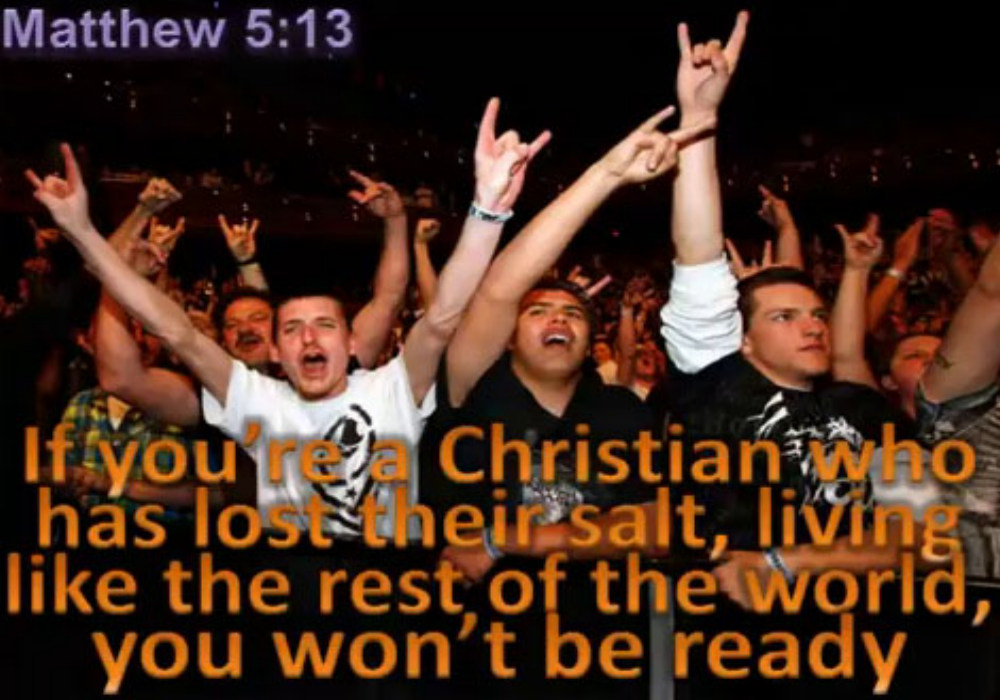 Matthew 5:13
If you're a Christian who
has lost their salt, living
like the rest of the world,
you won't be ready